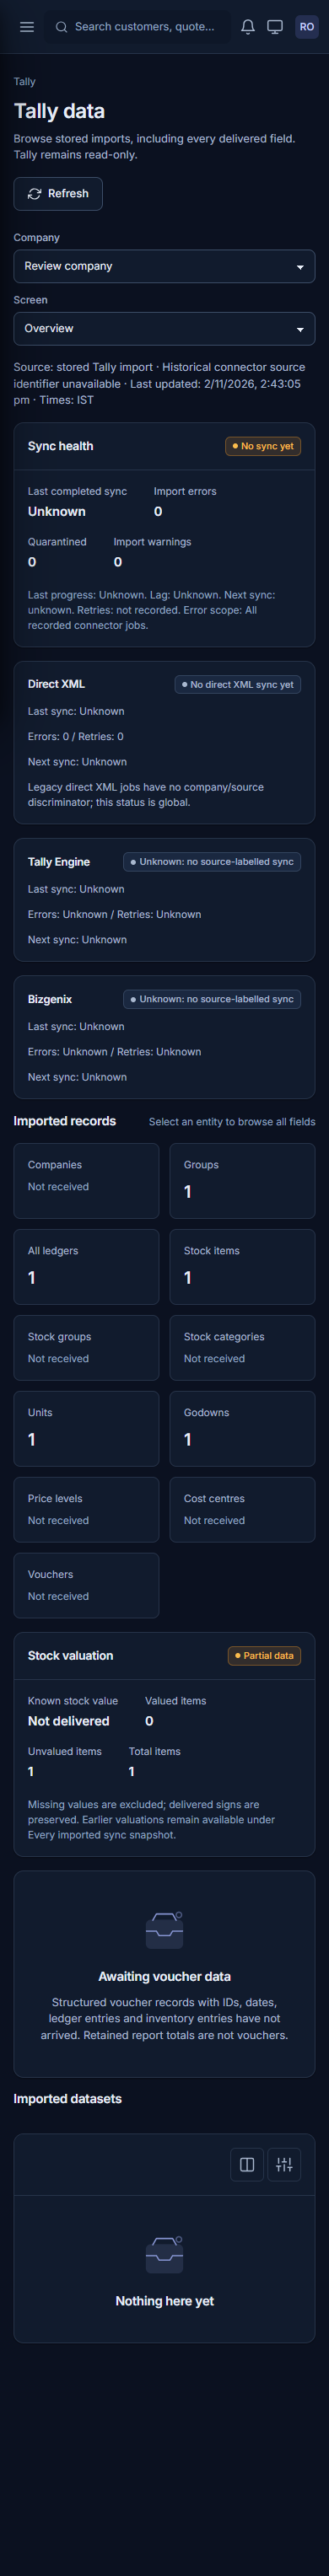 Search customers, quote...
RO
Tally
Tally data
Browse stored imports, including every delivered field.
Tally remains read-only.
Refresh
Company
Review company
Screen
Overview
Source: stored Tally import · Historical connector source
identifier unavailable · Last updated: 2/11/2026, 2:43:05
pm · Times: IST
Sync health
No sync yet
Last completed sync
Import errors
Unknown
0
Quarantined
Import warnings
0
0
Last progress: Unknown. Lag: Unknown. Next sync:
unknown. Retries: not recorded. Error scope: All
recorded connector jobs.
Direct XML
No direct XML sync yet
Last sync: Unknown
Errors: 0 / Retries: 0
Next sync: Unknown
Legacy direct XML jobs have no company/source
discriminator; this status is global.
Tally Engine
Unknown: no source-labelled sync
Last sync: Unknown
Errors: Unknown / Retries: Unknown
Next sync: Unknown
Bizgenix
Unknown: no source-labelled sync
Last sync: Unknown
Errors: Unknown / Retries: Unknown
Next sync: Unknown
Imported records
Select an entity to browse all fields
Companies
Not received
Groups
1
All ledgers
1
Stock items
1
Stock groups
Not received
Stock categories
Not received
Units
1
Godowns
1
Price levels
Not received
Cost centres
Not received
Vouchers
Not received
Stock valuation
Partial data
Known stock value
Valued items
Not delivered
0
Unvalued items
Total items
1
1
Missing values are excluded; delivered signs are
preserved. Earlier valuations remain available under
Every imported sync snapshot.
Awaiting voucher data
Structured voucher records with IDs, dates,
ledger entries and inventory entries have not
arrived. Retained report totals are not vouchers.
Imported datasets
Nothing here yet